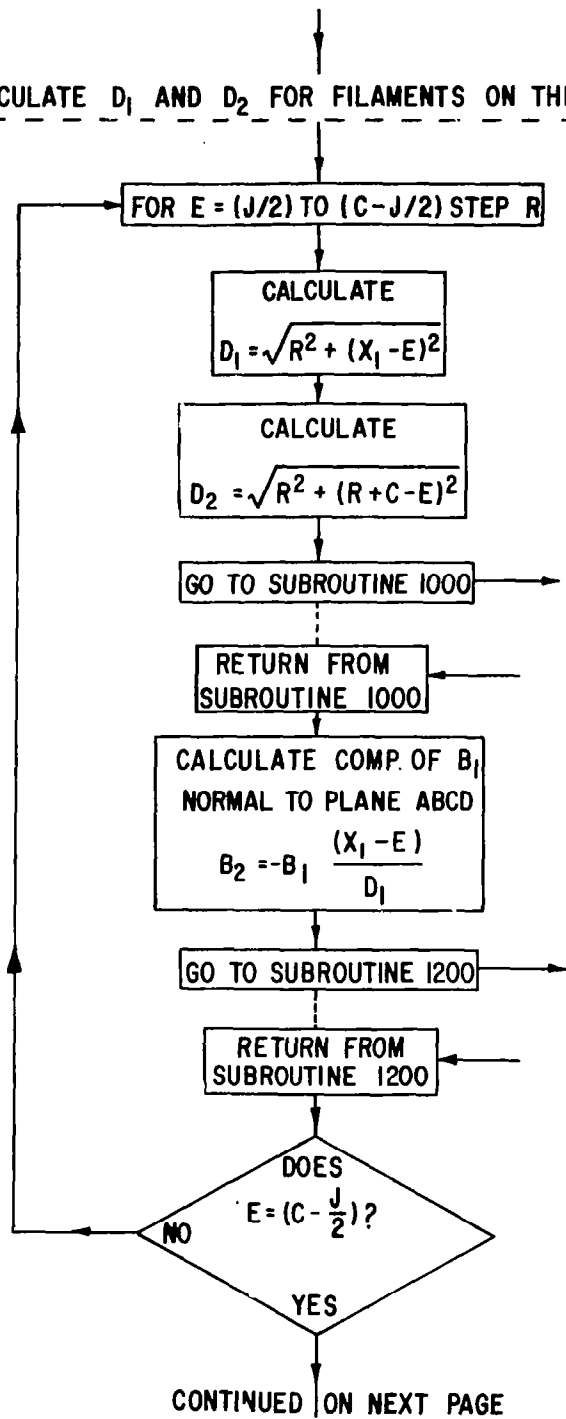 CULATE D₁ AND D₂ FOR FILAMENTS ON THE
FOR E = (J/2) TO (C-J/2) STEP R
CALCULATE
D₁ = √R² + (X₁ - E)²
CALCULATE
D₂ = √R² + (R + C - E)²
GO TO SUBROUTINE 1000
RETURN FROM
SUBROUTINE 1000
CALCULATE COMP. OF B₁
NORMAL TO PLANE ABCD
B₂ = -B₁ (X₁ - E)/D₁
GO TO SUBROUTINE 1200
RETURN FROM
SUBROUTINE 1200
DOES
E = (C - J/2) ?
NO
YES
CONTINUED ON NEXT PAGE